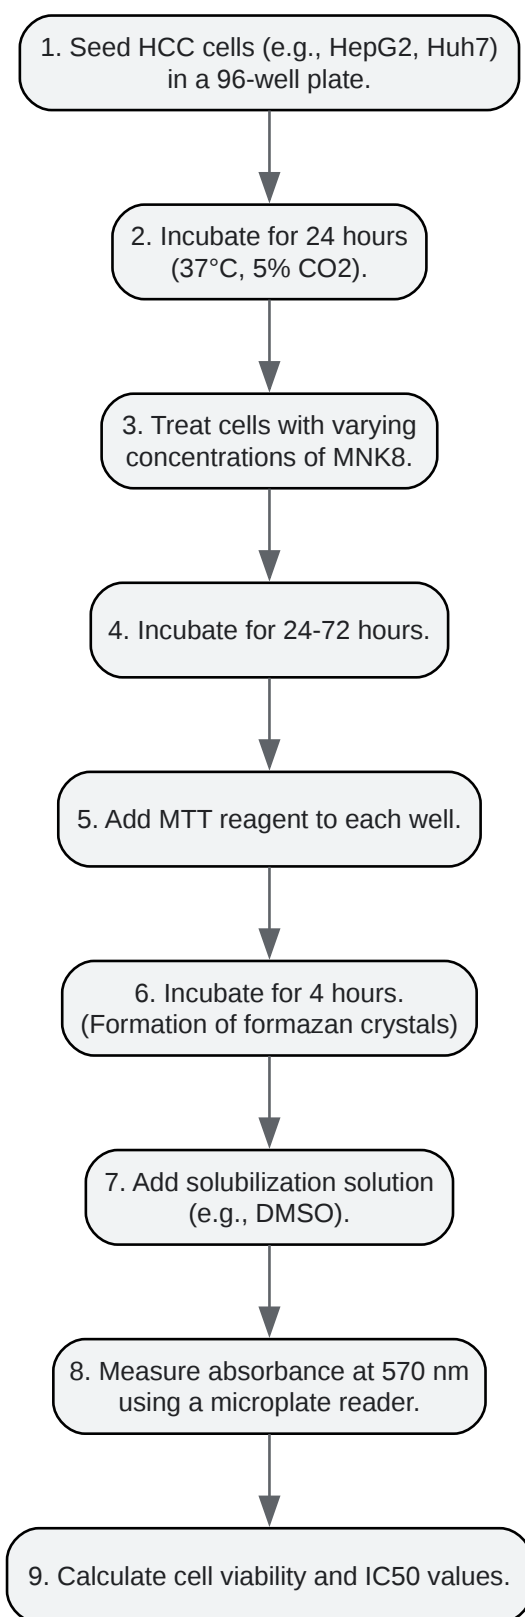 1. Seed HCC cells (e.g., HepG2, Huh7)
in a 96-well plate.
2. Incubate for 24 hours
(37°C, 5% CO2).
3. Treat cells with varying
concentrations of MNK8.
4. Incubate for 24-72 hours.
5. Add MTT reagent to each well.
6. Incubate for 4 hours.
(Formation of formazan crystals)
7. Add solubilization solution
(e.g., DMSO).
8. Measure absorbance at 570 nm
using a microplate reader.
9. Calculate cell viability and IC50 values.